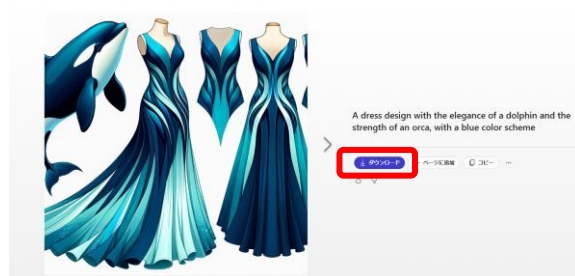 A dress design with the elegance of a dolphin and the
strength of an orca, with a blue color scheme
ダウンロード ページに追加 コピー ...